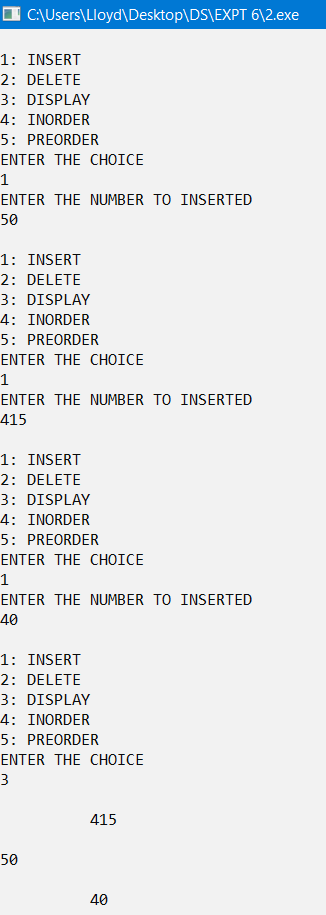 C:\Users\Lloyd\Desktop\DS\EXPT 6\2.exe
1: INSERT
2: DELETE
3: DISPLAY
4: INORDER
5: PREORDER
ENTER THE CHOICE
1
ENTER THE NUMBER TO INSERTED
50
1: INSERT
2: DELETE
3: DISPLAY
4: INORDER
5: PREORDER
ENTER THE CHOICE
1
ENTER THE NUMBER TO INSERTED
415
1: INSERT
2: DELETE
3: DISPLAY
4: INORDER
5: PREORDER
ENTER THE CHOICE
1
ENTER THE NUMBER TO INSERTED
40
1: INSERT
2: DELETE
3: DISPLAY
4: INORDER
5: PREORDER
ENTER THE CHOICE
3
415
50
40